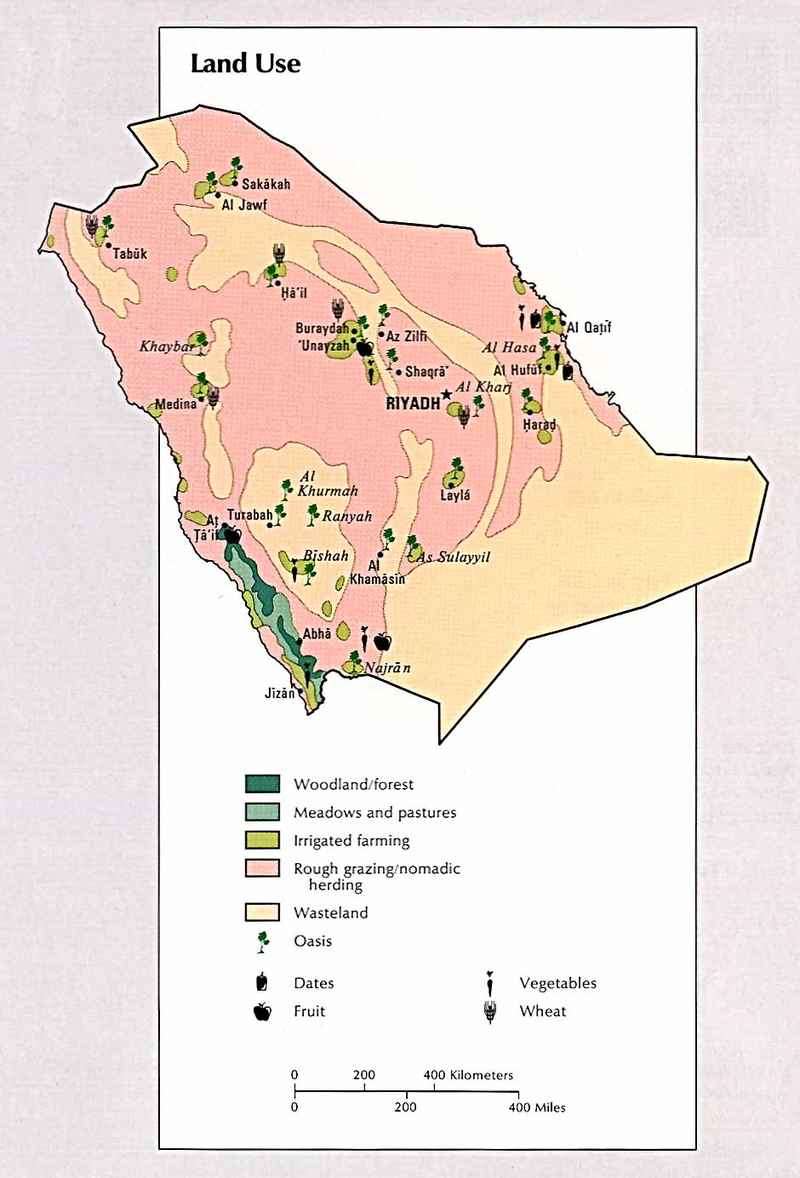 Land Use
Sakākah
Al Jawf
Tabūk
Ḥā'il
Buraydah
'Unayzah
Az Zilfī
Shaqrā'
Khaybar
Medina
Al Qaṭīf
Al Hasa
Al Hufūf
Al Kharj
RIYADH
Ḥaraḍ
Laylá
Al
Khurmah
Turabah
Ranyah
Aṭ
Ṭā'if
Bīshah
Al
Khamāsīn
As Sulayyil
Abhā
Najrān
Jīzān
Woodland/forest
Meadows and pastures
Irrigated farming
Rough grazing/nomadic
herding
Wasteland
Oasis
Dates
Vegetables
Fruit
Wheat
0 200 400 Kilometers
0 200 400 Miles